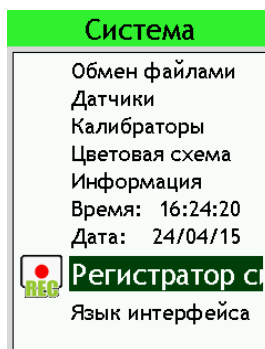 Система
Обмен файлами
Датчики
Калибраторы
Цветовая схема
Информация
Время: 16:24:20
Дата: 24/04/15
REC
Регистратор
Язык интерфейса